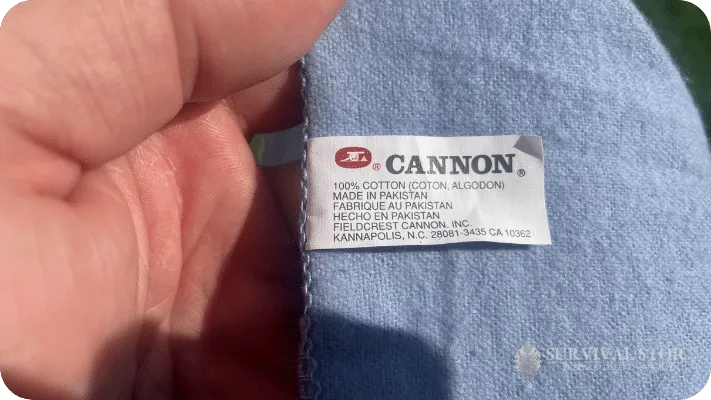 ® CANNON®
100% COTTON (COTON, ALGODON)
MADE IN PAKISTAN
FABRIQUE AU PAKISTAN
HECHO EN PAKISTAN
FIELDCREST CANNON, INC.
KANNAPOLIS, N.C. 28081-3435 CA 10362
SURVIVAL STOR